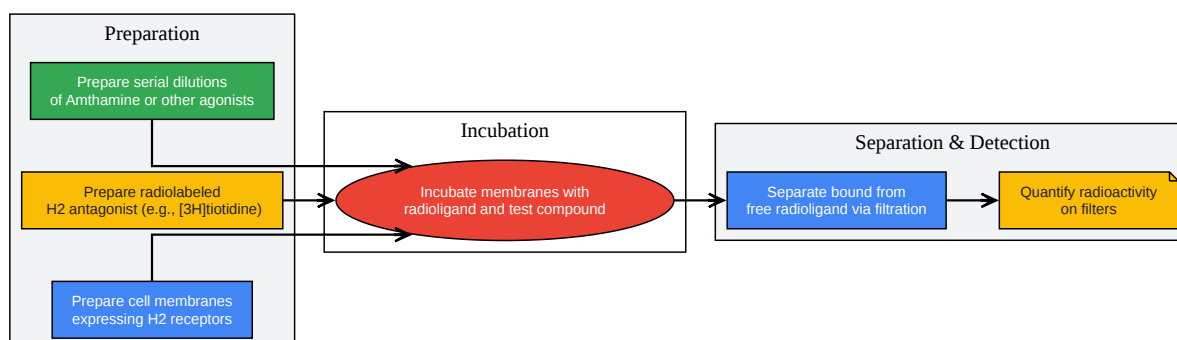 Preparation
Prepare serial dilutions
of Amthamine or other agonists
Prepare radiolabeled
H2 antagonist (e.g., [3H]tiotidine)
Prepare cell membranes
expressing H2 receptors
Incubation
Incubate membranes with
radioligand and test compound
Separation & Detection
Separate bound from
free radioligand via filtration
Quantify radioactivity
on filters